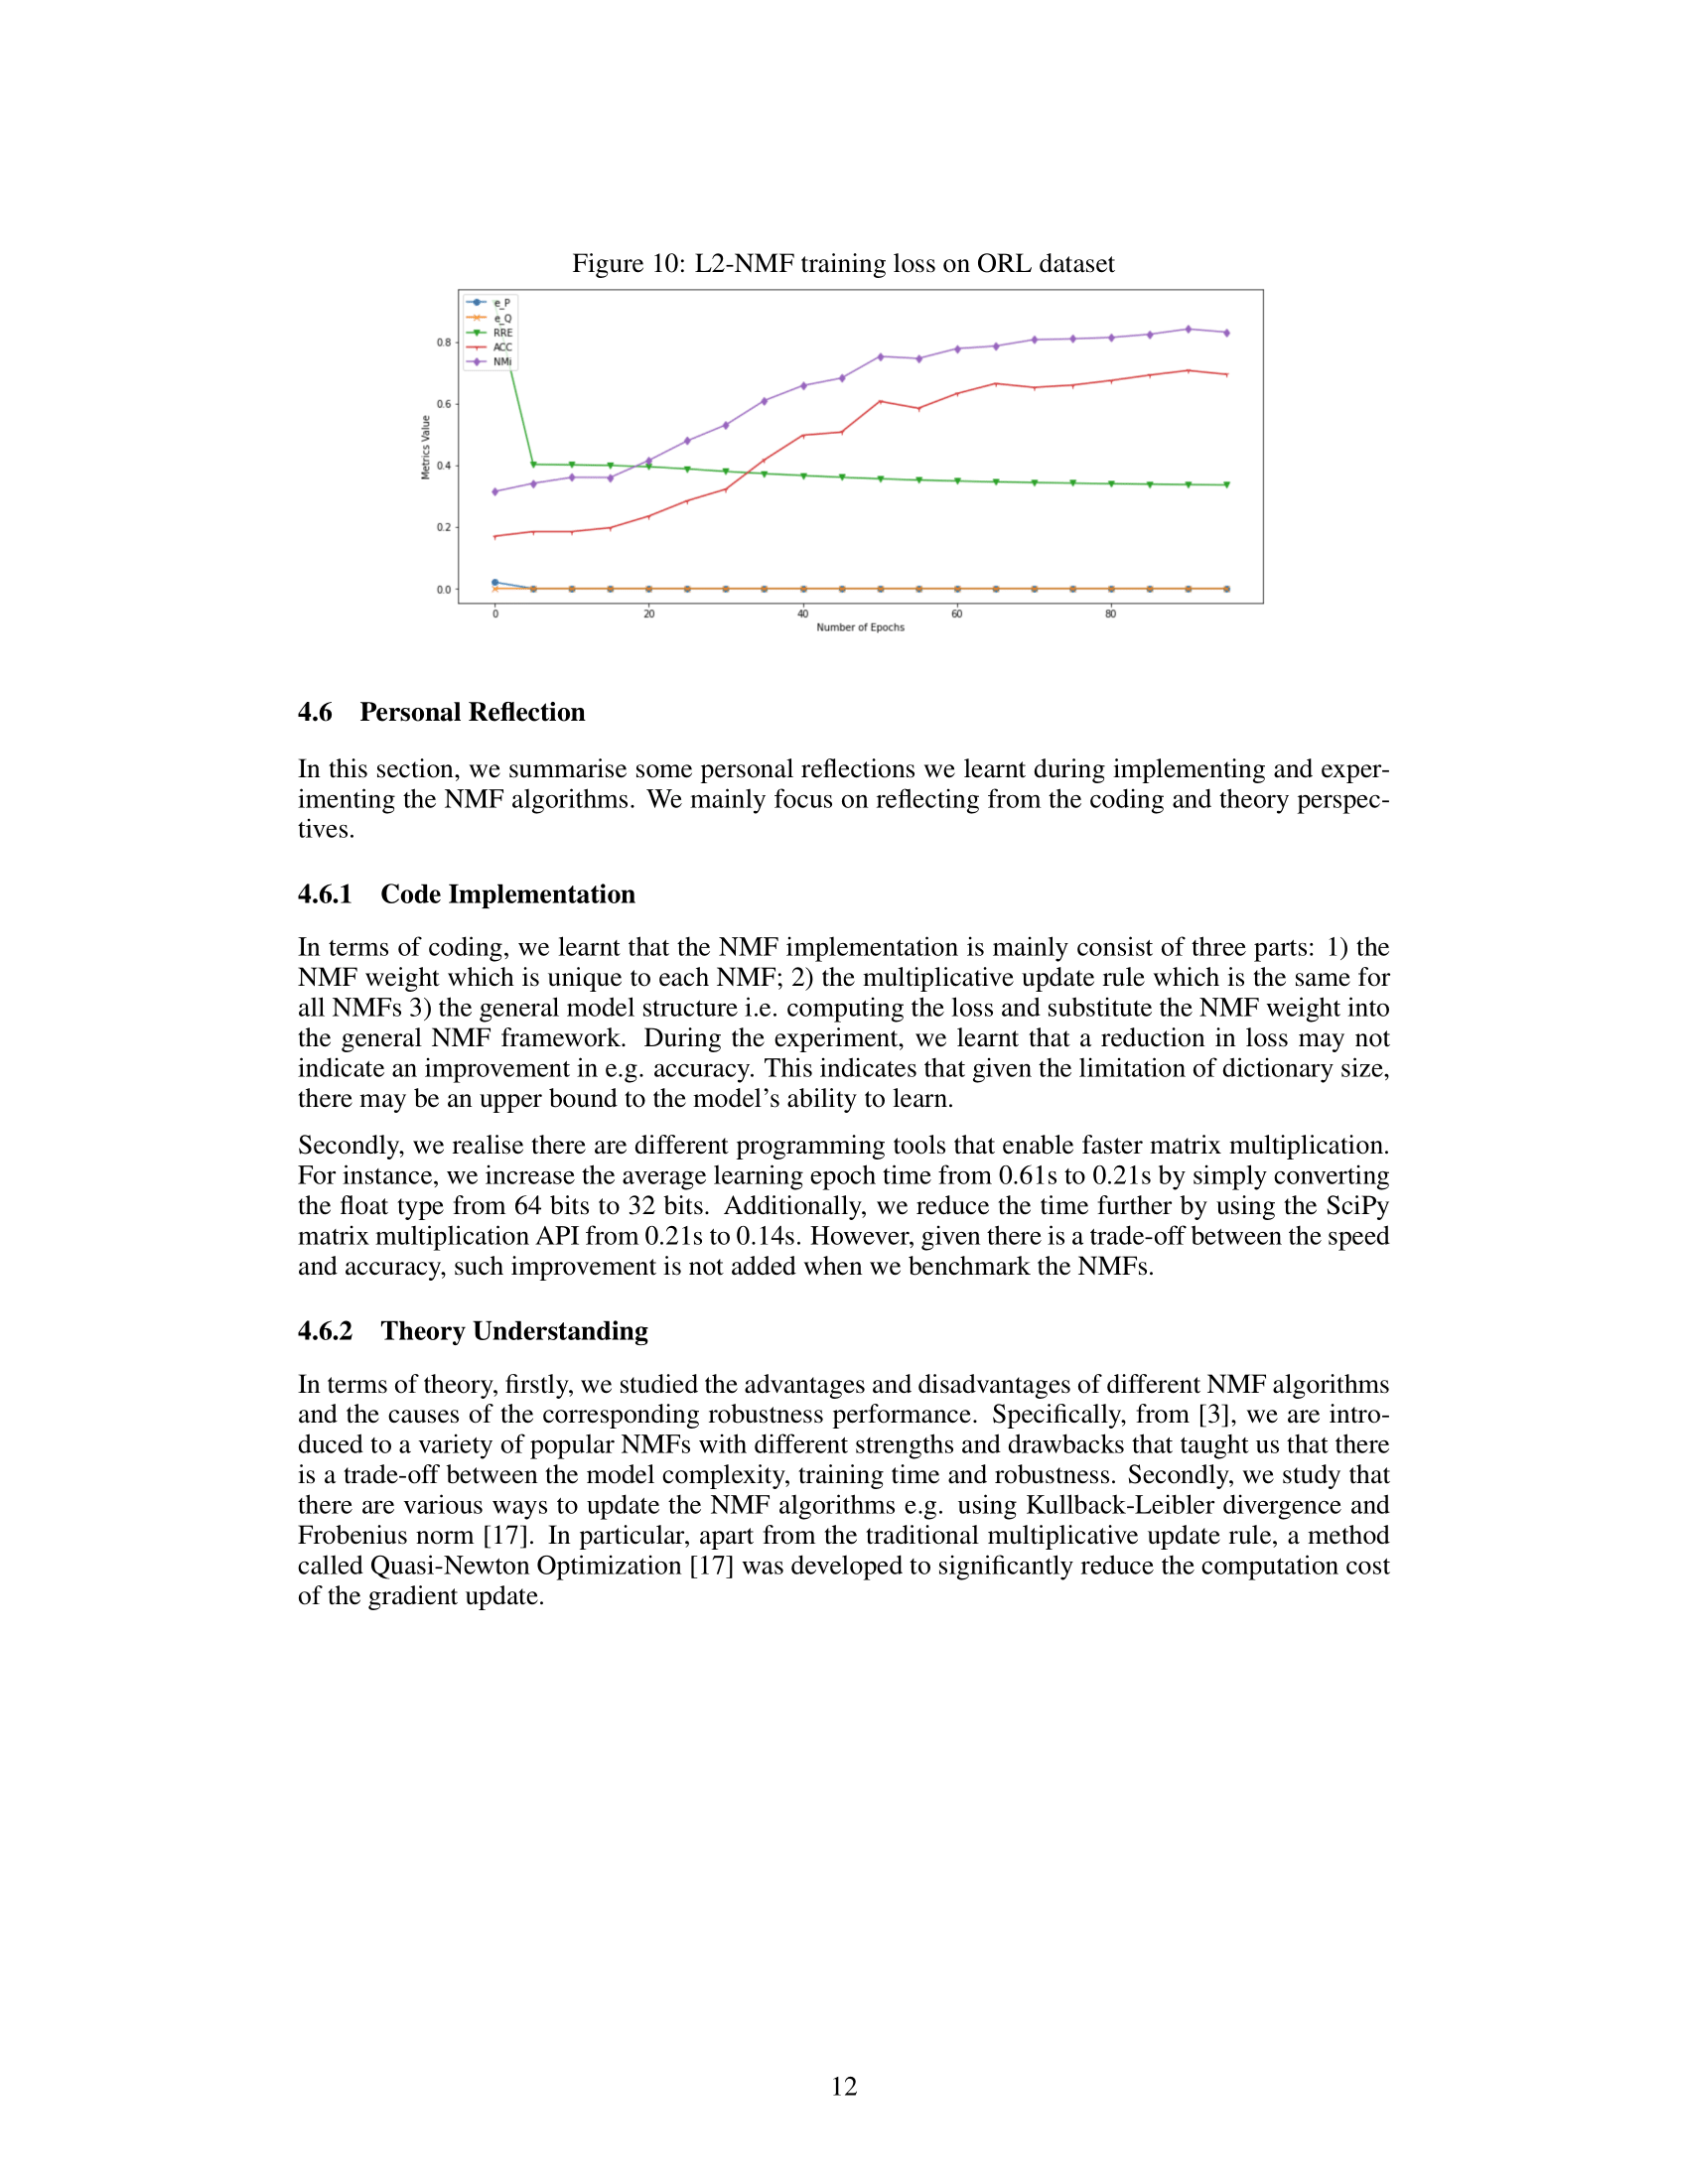 Figure 10: L2-NMF training loss on ORL dataset
e_P
e_Q
RRE
ACC
NMi
0.8
0.6
0.4
0.2
0.0
Metrics Value
0 20 40 60 80
Number of Epochs
4.6 Personal Reflection
In this section, we summarise some personal reflections we learnt during implementing and exper-
imenting the NMF algorithms. We mainly focus on reflecting from the coding and theory perspec-
tives.
4.6.1 Code Implementation
In terms of coding, we learnt that the NMF implementation is mainly consist of three parts: 1) the
NMF weight which is unique to each NMF; 2) the multiplicative update rule which is the same for
all NMFs 3) the general model structure i.e. computing the loss and substitute the NMF weight into
the general NMF framework. During the experiment, we learnt that a reduction in loss may not
indicate an improvement in e.g. accuracy. This indicates that given the limitation of dictionary size,
there may be an upper bound to the model's ability to learn.
Secondly, we realise there are different programming tools that enable faster matrix multiplication.
For instance, we increase the average learning epoch time from 0.61s to 0.21s by simply converting
the float type from 64 bits to 32 bits. Additionally, we reduce the time further by using the SciPy
matrix multiplication API from 0.21s to 0.14s. However, given there is a trade-off between the speed
and accuracy, such improvement is not added when we benchmark the NMFs.
4.6.2 Theory Understanding
In terms of theory, firstly, we studied the advantages and disadvantages of different NMF algorithms
and the causes of the corresponding robustness performance. Specifically, from [3], we are intro-
duced to a variety of popular NMFs with different strengths and drawbacks that taught us that there
is a trade-off between the model complexity, training time and robustness. Secondly, we study that
there are various ways to update the NMF algorithms e.g. using Kullback-Leibler divergence and
Frobenius norm [17]. In particular, apart from the traditional multiplicative update rule, a method
called Quasi-Newton Optimization [17] was developed to significantly reduce the computation cost
of the gradient update.
12